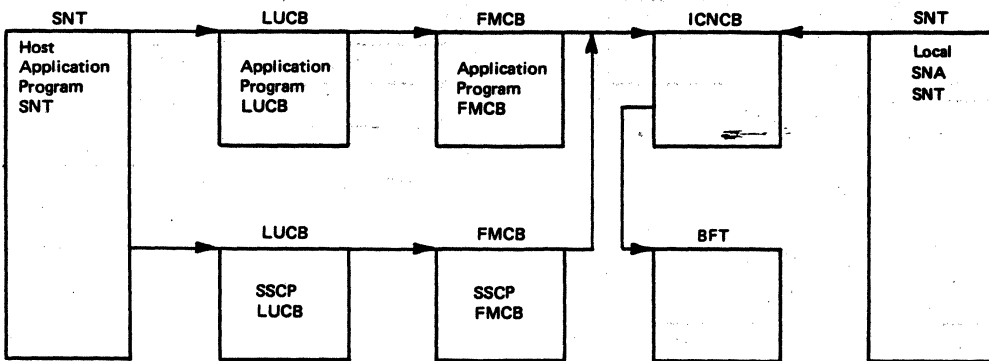 SNT
LUCB
FMCB
ICNCB
SNT
Host
Application
Program
SNT
Application
Program
LUCB
Application
Program
FMCB
Local
SNA
SNT
LUCB
FMCB
BFT
SSCP
LUCB
SSCP
FMCB